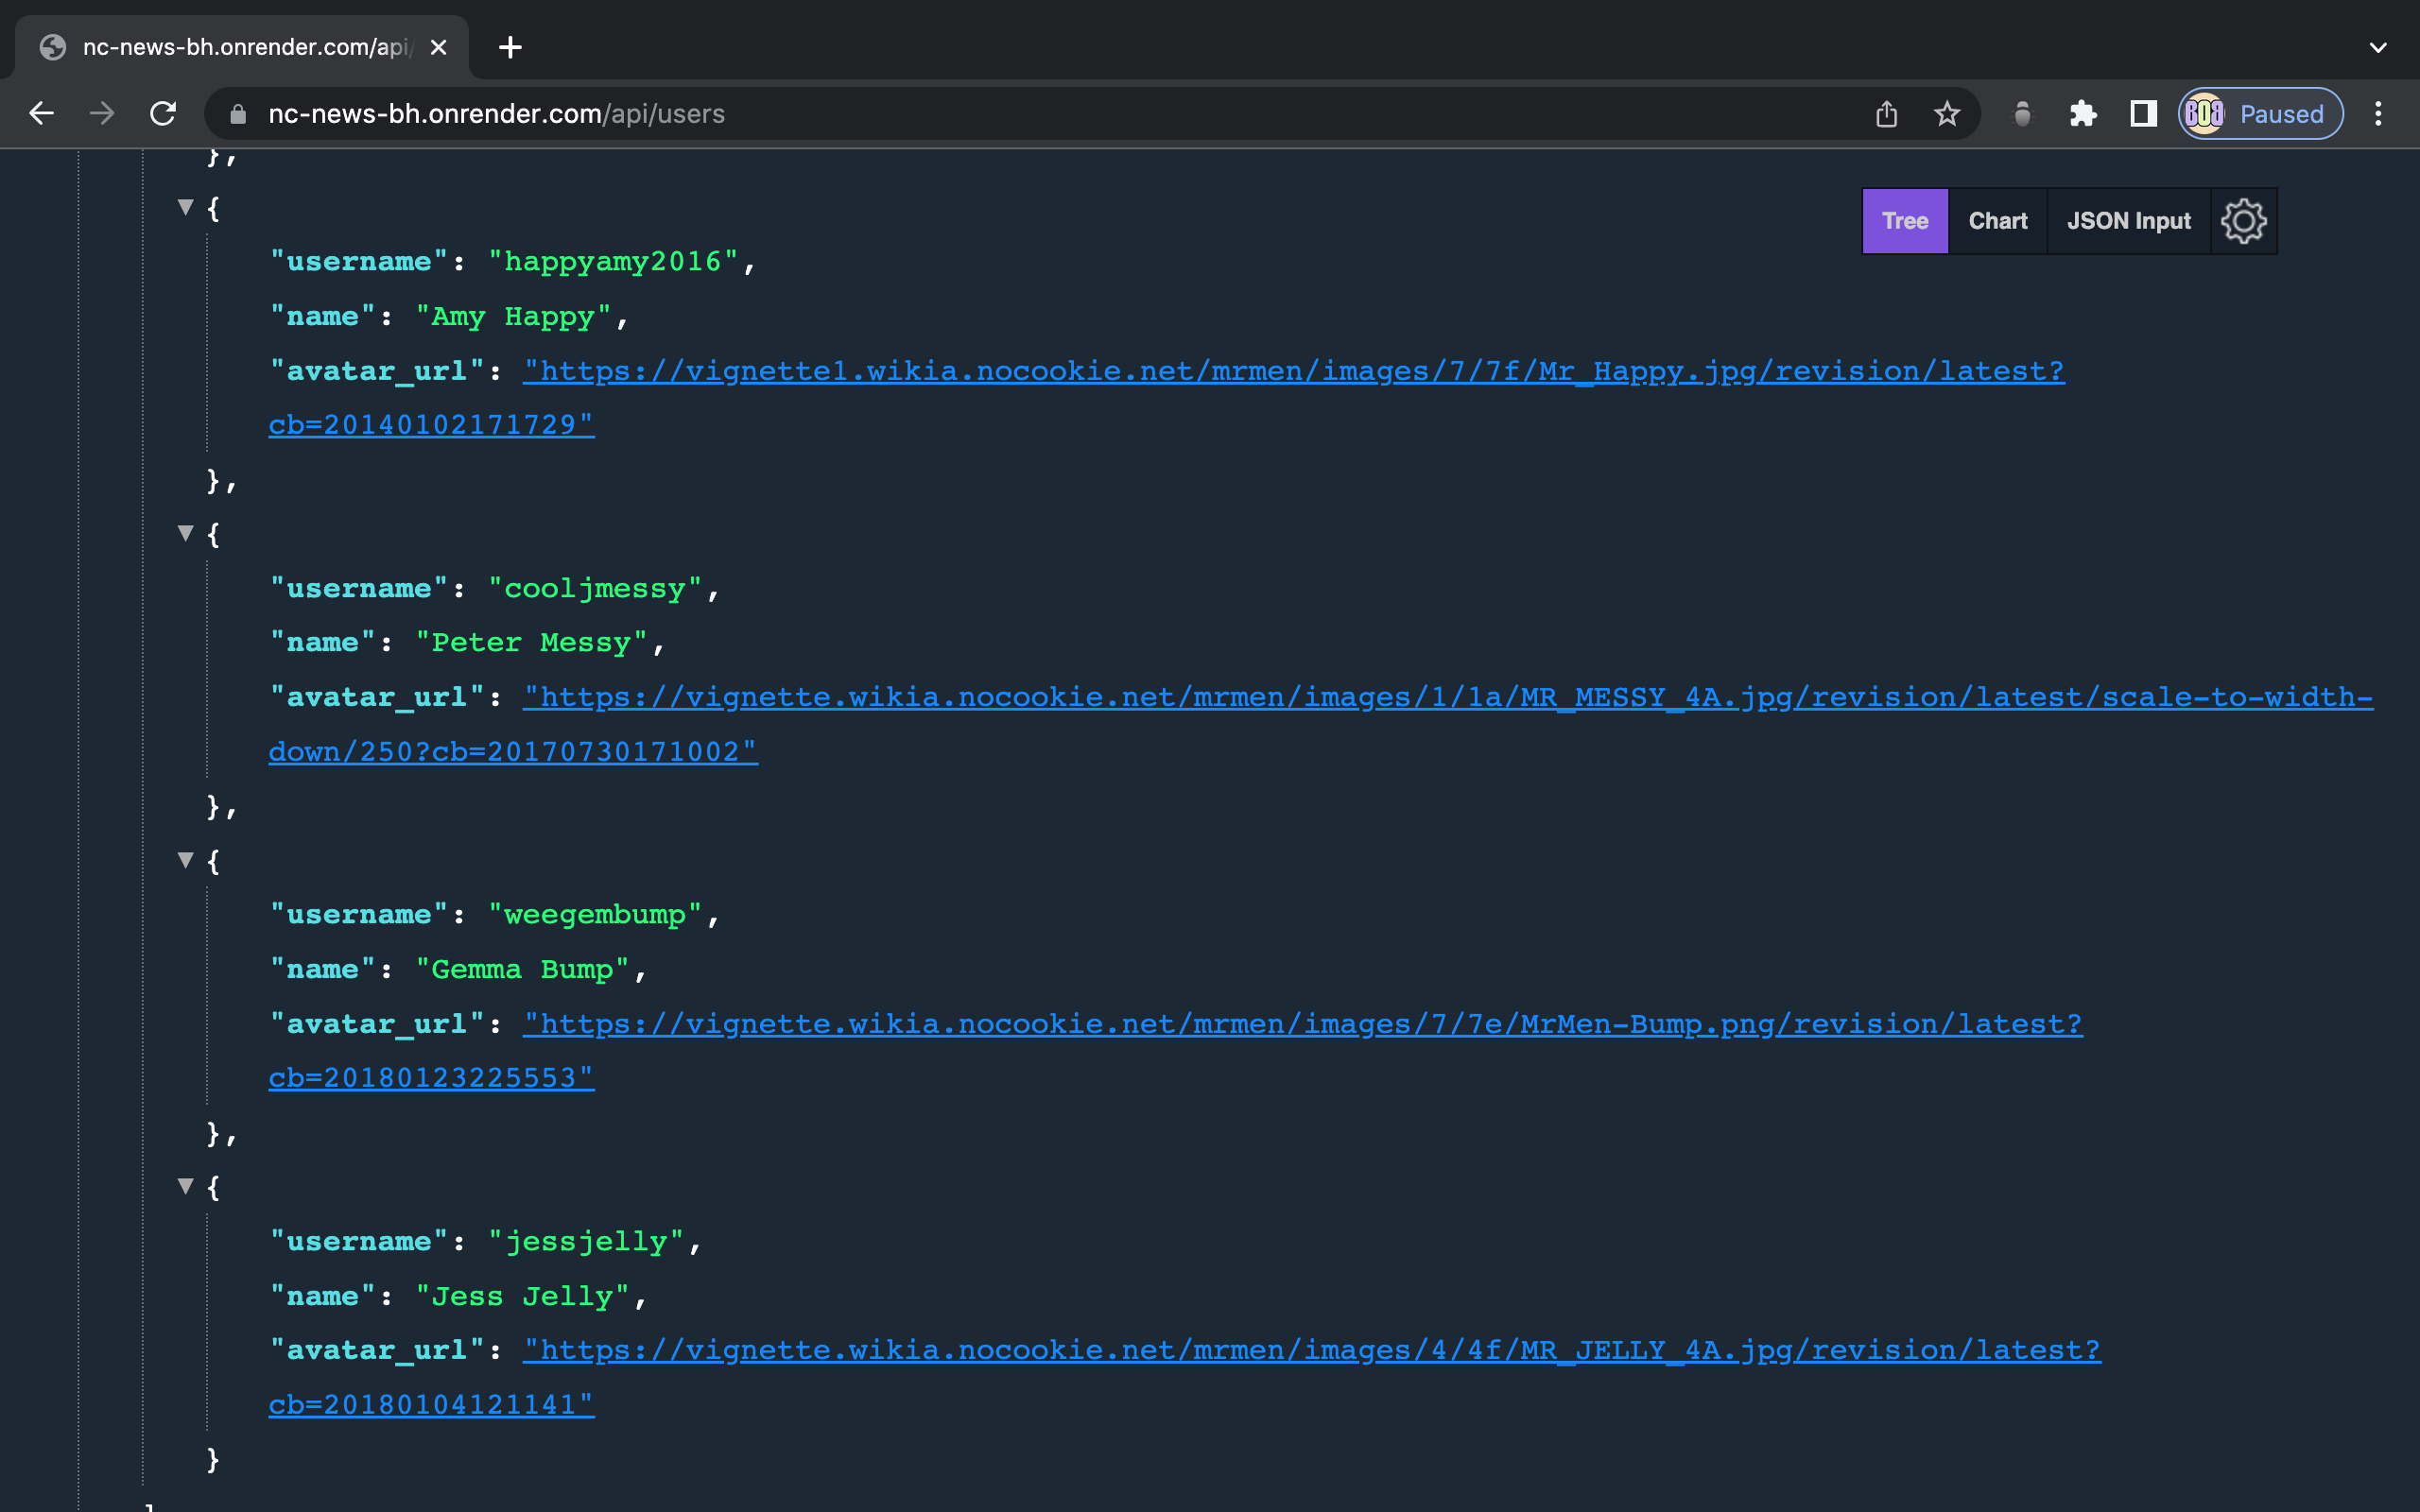 nc-news-bh.onrender.com/api/
nc-news-bh.onrender.com/api/users
BOB Paused
},
Tree Chart JSON Input
{
"username": "happyamy2016",
"name": "Amy Happy",
"avatar_url": "https://vignette1.wikia.nocookie.net/mrmen/images/7/7f/Mr_Happy.jpg/revision/latest?
cb=20140102171729"
},
{
"username": "cooljmessy",
"name": "Peter Messy",
"avatar_url": "https://vignette.wikia.nocookie.net/mrmen/images/1/1a/MR_MESSY_4A.jpg/revision/latest/scale-to-width-
down/250?cb=20170730171002"
},
{
"username": "weegembump",
"name": "Gemma Bump",
"avatar_url": "https://vignette.wikia.nocookie.net/mrmen/images/7/7e/MrMen-Bump.png/revision/latest?
cb=20180123225553"
},
{
"username": "jessjelly",
"name": "Jess Jelly",
"avatar_url": "https://vignette.wikia.nocookie.net/mrmen/images/4/4f/MR_JELLY_4A.jpg/revision/latest?
cb=20180104121141"
}